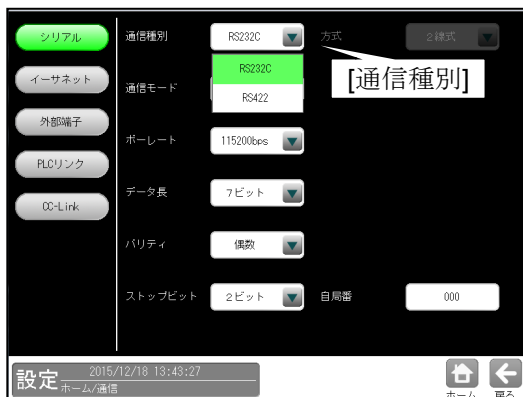 シリアル
通信種別
RS232C
方式
2線式
RS232C
RS422
[通信種別]
イーサネット
通信モード
外部端子
ボーレート
115200bps
PLCリンク
データ長
7ビット
CC-Link
パリティ
偶数
ストップビット
2ビット
自局番
000
設定
2015/12/18 13:43:27
ホーム/通信
ホーム
戻る